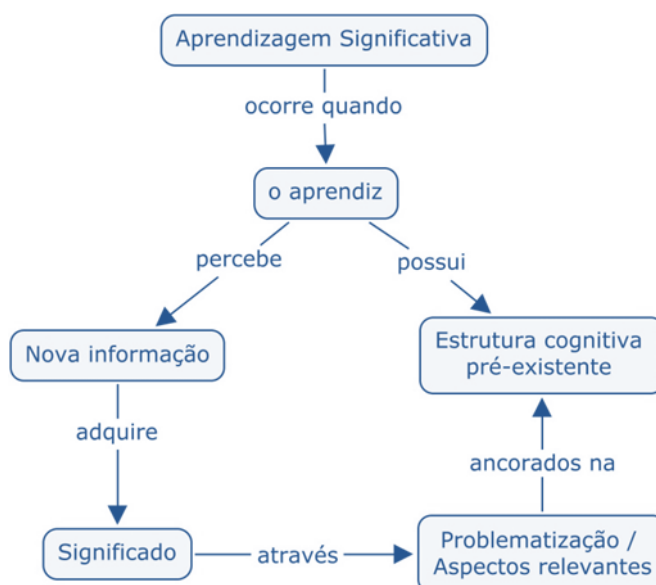 Aprendizagem Significativa
ocorre quando
o aprendiz
percebe
possui
Nova informação
Estrutura cognitiva
pré-existente
adquire
ancorados na
Significado
através
Problematização /
Aspectos relevantes